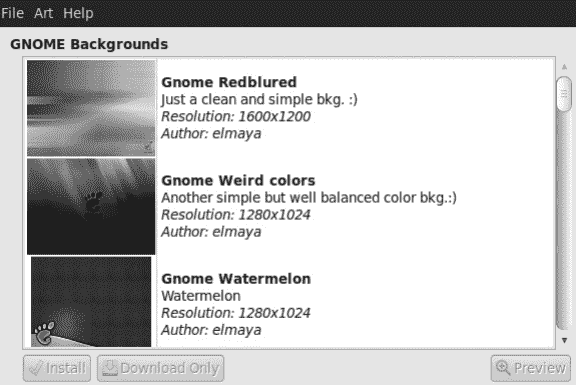 File Art Help
GNOME Backgrounds
Gnome Redblured
Just a clean and simple bkg. :)
Resolution: 1600x1200
Author: elmaya
Gnome Weird colors
Another simple but well balanced color bkg.:)
Resolution: 1280x1024
Author: elmaya
Gnome Watermelon
Watermelon
Resolution: 1280x1024
Author: elmaya
Install Download Only Preview